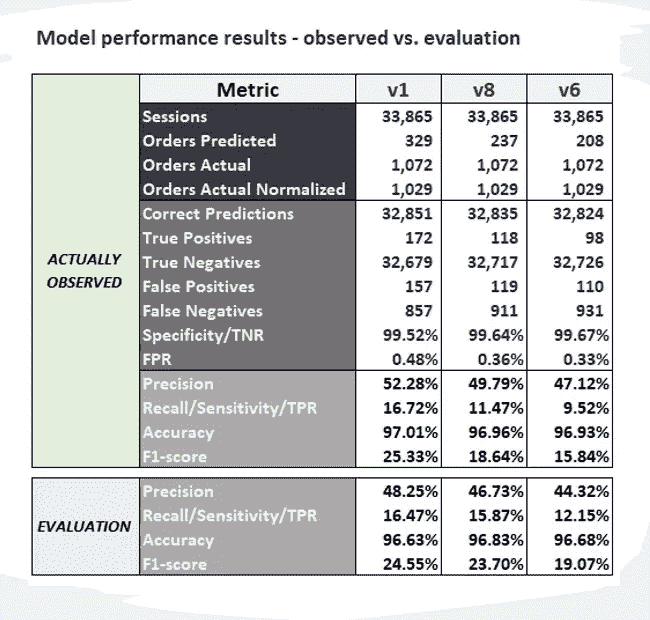 Model performance results - observed vs. evaluation
Metric v1 v8 v6
Sessions 33,865 33,865 33,865
Orders Predicted 329 237 208
Orders Actual 1,072 1,072 1,072
Orders Actual Normalized 1,029 1,029 1,029
ACTUALLY
OBSERVED
Correct Predictions 32,851 32,835 32,824
True Positives 172 118 98
True Negatives 32,679 32,717 32,726
False Positives 157 119 110
False Negatives 857 911 931
Specificity/TNR 99.52% 99.64% 99.67%
FPR 0.48% 0.36% 0.33%
Precision 52.28% 49.79% 47.12%
Recall/Sensitivity/TPR 16.72% 11.47% 9.52%
Accuracy 97.01% 96.96% 96.93%
F1-score 25.33% 18.64% 15.84%
EVALUATION
Precision 48.25% 46.73% 44.32%
Recall/Sensitivity/TPR 16.47% 15.87% 12.15%
Accuracy 96.63% 96.83% 96.68%
F1-score 24.55% 23.70% 19.07%